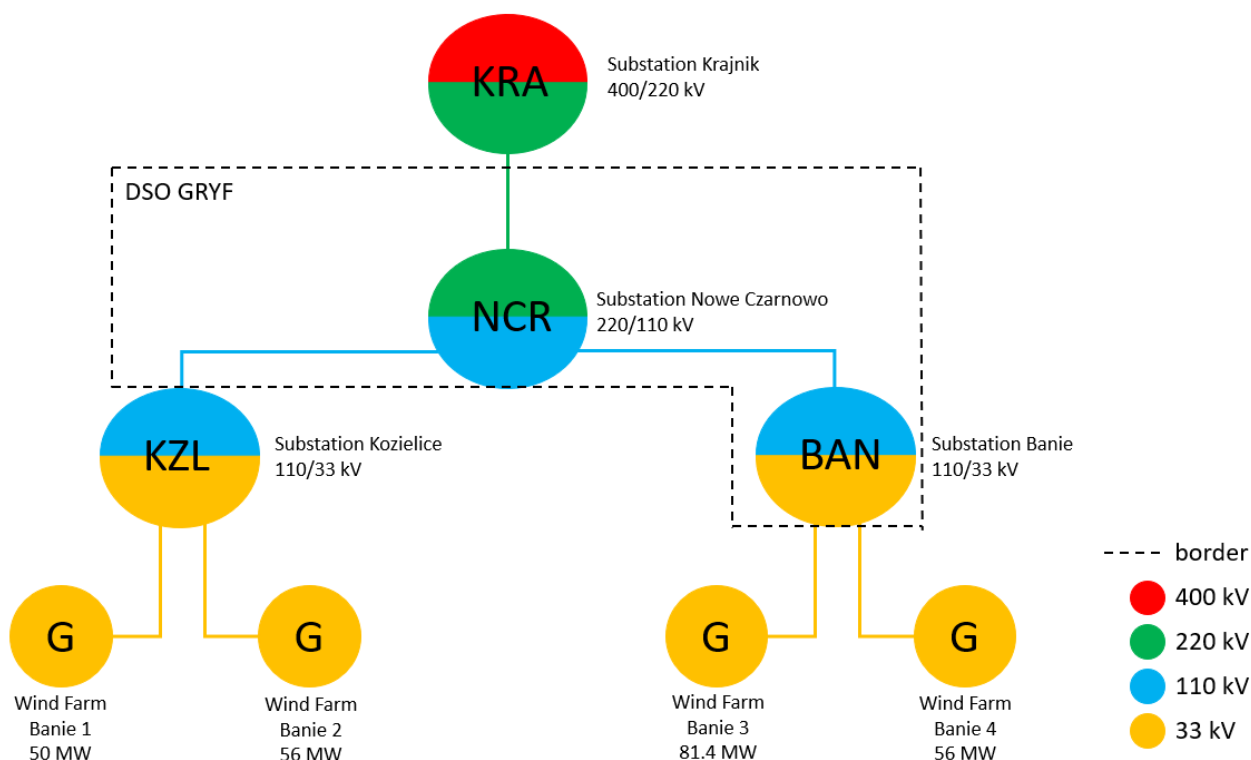 KRA
Substation Krajnik
400/220 kV
DSO GRYF
NCR
Substation Nowe Czarnowo
220/110 kV
KZL
Substation Kozielice
110/33 kV
BAN
Substation Banie
110/33 kV
G
Wind Farm
Banie 1
50 MW
G
Wind Farm
Banie 2
56 MW
G
Wind Farm
Banie 3
81.4 MW
G
Wind Farm
Banie 4
56 MW
border
400 kV
220 kV
110 kV
33 kV